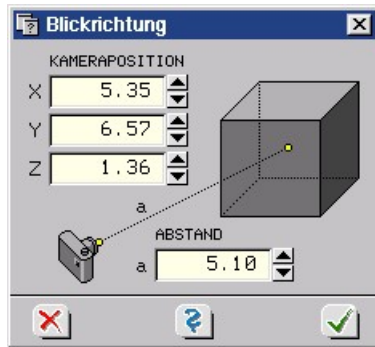 Blickrichtung
KAMERAPOSITION
X 5.35
Y 6.57
Z 1.36
a
ABSTAND
a 5.10